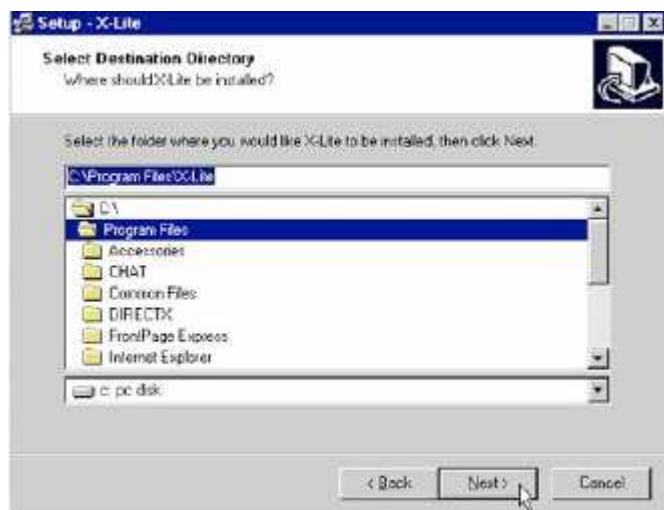 Setup - X-Lite
Select Destination Directory
Where should X-Lite be installed?
Select the folder where you would like X-Lite to be installed, then click Next.
C:\Program Files\X-Lite
C:\
Program Files
Accessories
CHAT
Common Files
DIRECTX
FrontPage Express
Internet Explorer
c: pc disk
< Back
Next >
Cancel